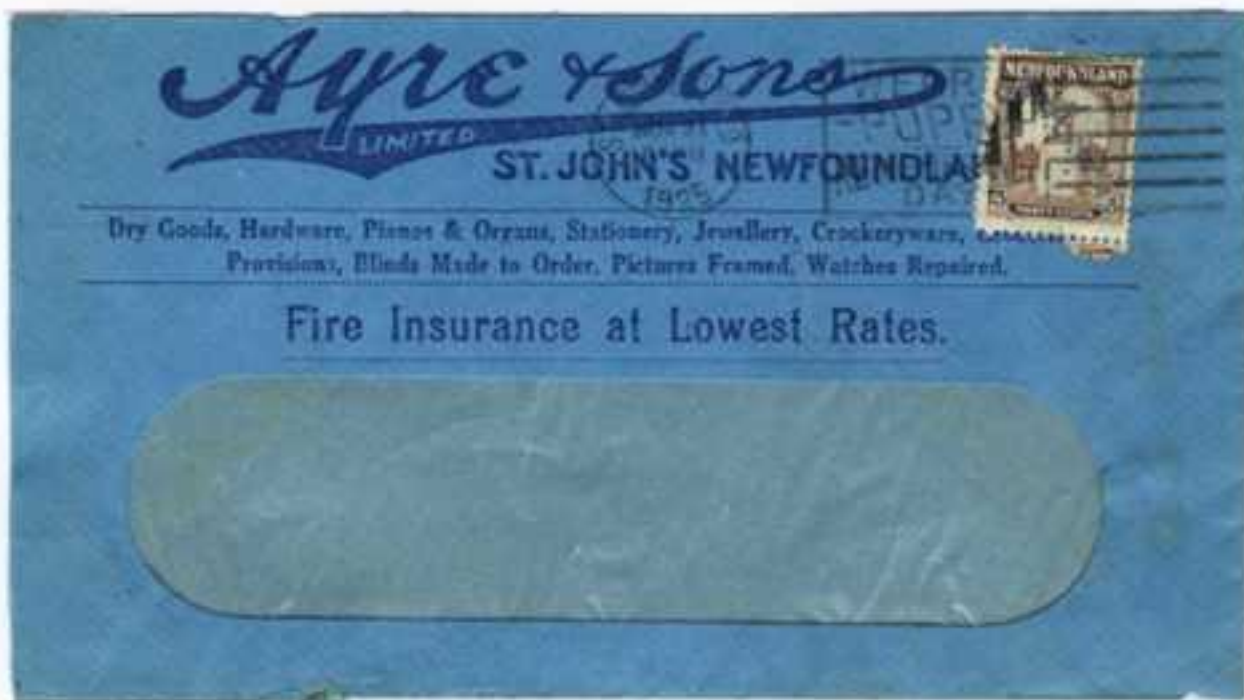 Ayre & Sons
LIMITED
ST. JOHN'S NEWFOUNDLA
NEWFOUNDLAND
1925
Dry Goods, Hardware, Pianos & Organs, Stationery, Jewellery, Crockeryware,
Provisions, Blinds Made to Order, Pictures Framed, Watches Repaired.
Fire Insurance at Lowest Rates.